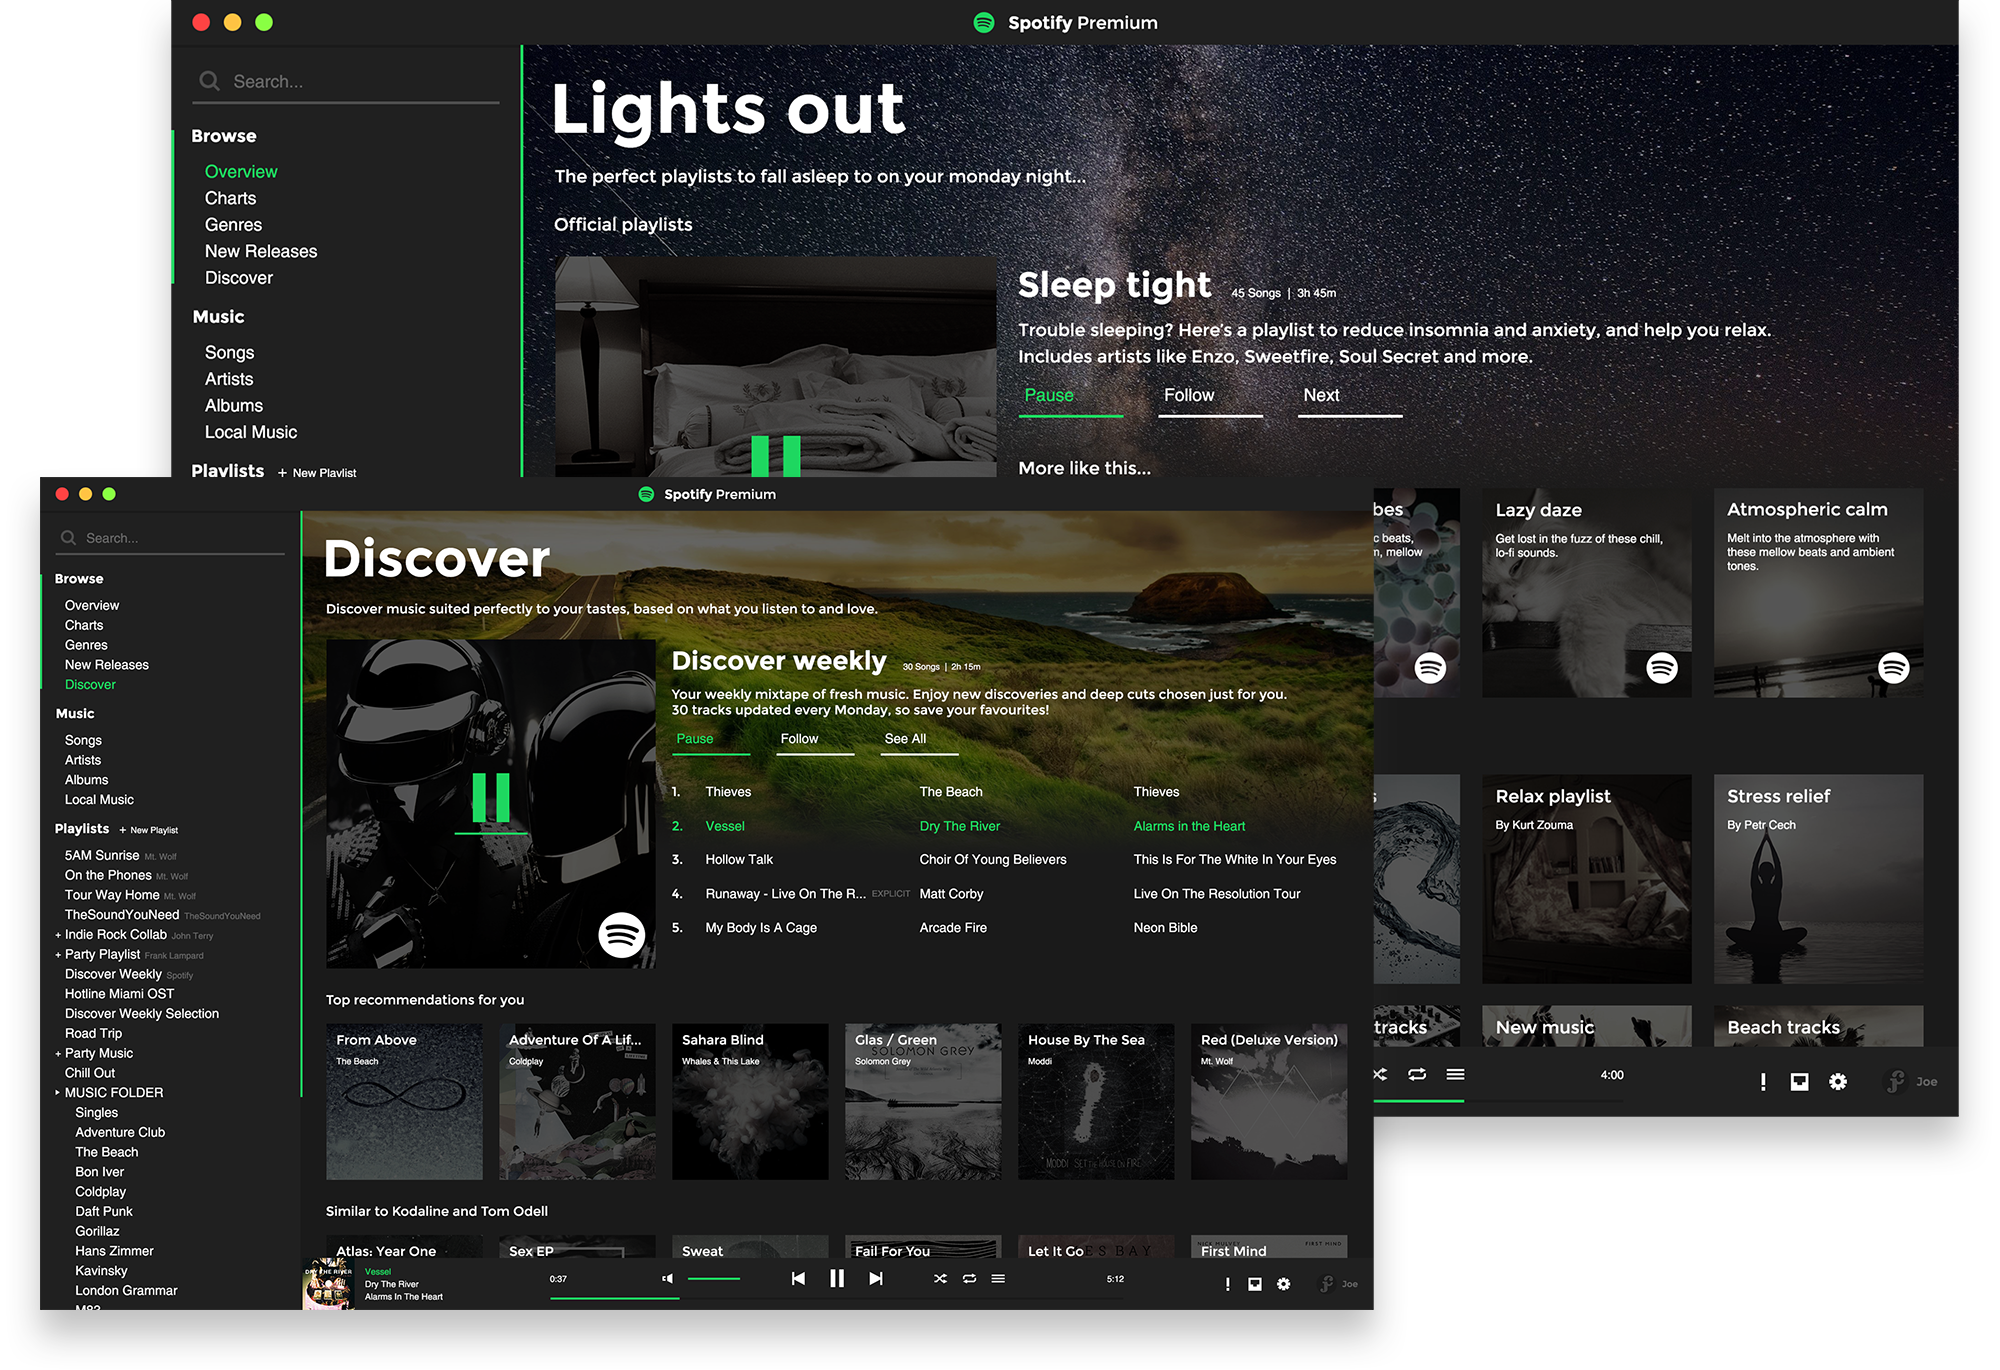 Spotify Premium
Search...
Browse
Overview
Charts
Genres
New Releases
Discover
Music
Songs
Artists
Albums
Local Music
Playlists + New Playlist
Lights out
The perfect playlists to fall asleep to on your monday night...
Official playlists
Sleep tight 45 Songs | 3h 45m
Trouble sleeping? Here's a playlist to reduce insomnia and anxiety, and help you relax.
Includes artists like Enzo, Sweetfire, Soul Secret and more.
Pause Follow Next
More like this...
Lazy daze
Get lost in the fuzz of these chill,
lo-fi sounds.
Atmospheric calm
Melt into the atmosphere with
these mellow beats and ambient
tones.
beats,
mellow
Relax playlist
By Kurt Zouma
Stress relief
By Petr Cech
tracks
New music
Beach tracks
4:00
! Joe
Spotify Premium
Search...
Browse
Overview
Charts
Genres
New Releases
Discover
Music
Songs
Artists
Albums
Local Music
Playlists + New Playlist
5AM Sunrise Mt. Wolf
On the Phones Mt. Wolf
Tour Way Home Mt. Wolf
TheSoundYouNeed TheSoundYouNeed
+ Indie Rock Collab John Terry
+ Party Playlist Frank Lampard
Discover Weekly Spotify
Hotline Miami OST
Discover Weekly Selection
Road Trip
+ Party Music
Chill Out
MUSIC FOLDER
Singles
Adventure Club
The Beach
Bon Iver
Coldplay
Daft Punk
Gorillaz
Hans Zimmer
Kavinsky
London Grammar
M83
Discover
Discover music suited perfectly to your tastes, based on what you listen to and love.
Discover weekly 30 Songs | 2h 15m
Your weekly mixtape of fresh music. Enjoy new discoveries and deep cuts chosen just for you.
30 tracks updated every Monday, so save your favourites!
Pause Follow See All
1. Thieves The Beach Thieves
2. Vessel Dry The River Alarms in the Heart
3. Hollow Talk Choir Of Young Believers This Is For The White In Your Eyes
4. Runaway - Live On The R... EXPLICIT Matt Corby Live On The Resolution Tour
5. My Body Is A Cage Arcade Fire Neon Bible
Top recommendations for you
From Above
The Beach
Adventure Of A Lif...
Coldplay
Sahara Blind
Whales & This Lake
Glas / Green
SOLOMON GREY
Solomon Grey
House By The Sea
Moddi
MODDI SET THE HOUSE ON FIRE
Red (Deluxe Version)
Mt. Wolf
Similar to Kodaline and Tom Odell
Atlas: Year One
Sex EP
Sweat
Fail For You
Let It Go
ES BAY
NICK MULVEY FIRST MIND
First Mind
DRY THE RIVER
Vessel
Dry The River
Alarms In The Heart
0:37
5:12
! Joe